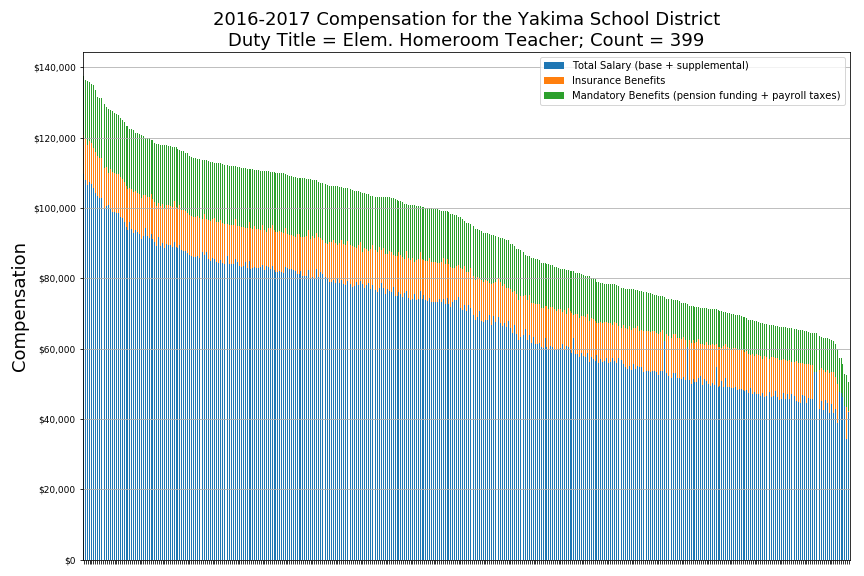 2016-2017 Compensation for the Yakima School District
Duty Title = Elem. Homeroom Teacher; Count = 399
Total Salary (base + supplemental)
Insurance Benefits
Mandatory Benefits (pension funding + payroll taxes)
Compensation
$140,000
$120,000
$100,000
$80,000
$60,000
$40,000
$20,000
$0